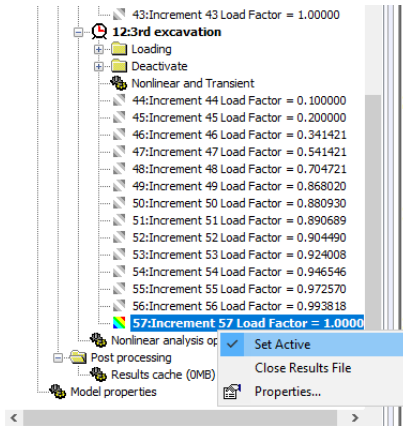 43:Increment 43 Load Factor = 1.00000
12:3rd excavation
Loading
Deactivate
Nonlinear and Transient
44:Increment 44 Load Factor = 0.100000
45:Increment 45 Load Factor = 0.200000
46:Increment 46 Load Factor = 0.341421
47:Increment 47 Load Factor = 0.541421
48:Increment 48 Load Factor = 0.704721
49:Increment 49 Load Factor = 0.868020
50:Increment 50 Load Factor = 0.880930
51:Increment 51 Load Factor = 0.890689
52:Increment 52 Load Factor = 0.904490
53:Increment 53 Load Factor = 0.924008
54:Increment 54 Load Factor = 0.946546
55:Increment 55 Load Factor = 0.972570
56:Increment 56 Load Factor = 0.993818
57:Increment 57 Load Factor = 1.0000
Nonlinear analysis op
Set Active
Post processing
Close Results File
Results cache (0MB)
Properties...
Model properties